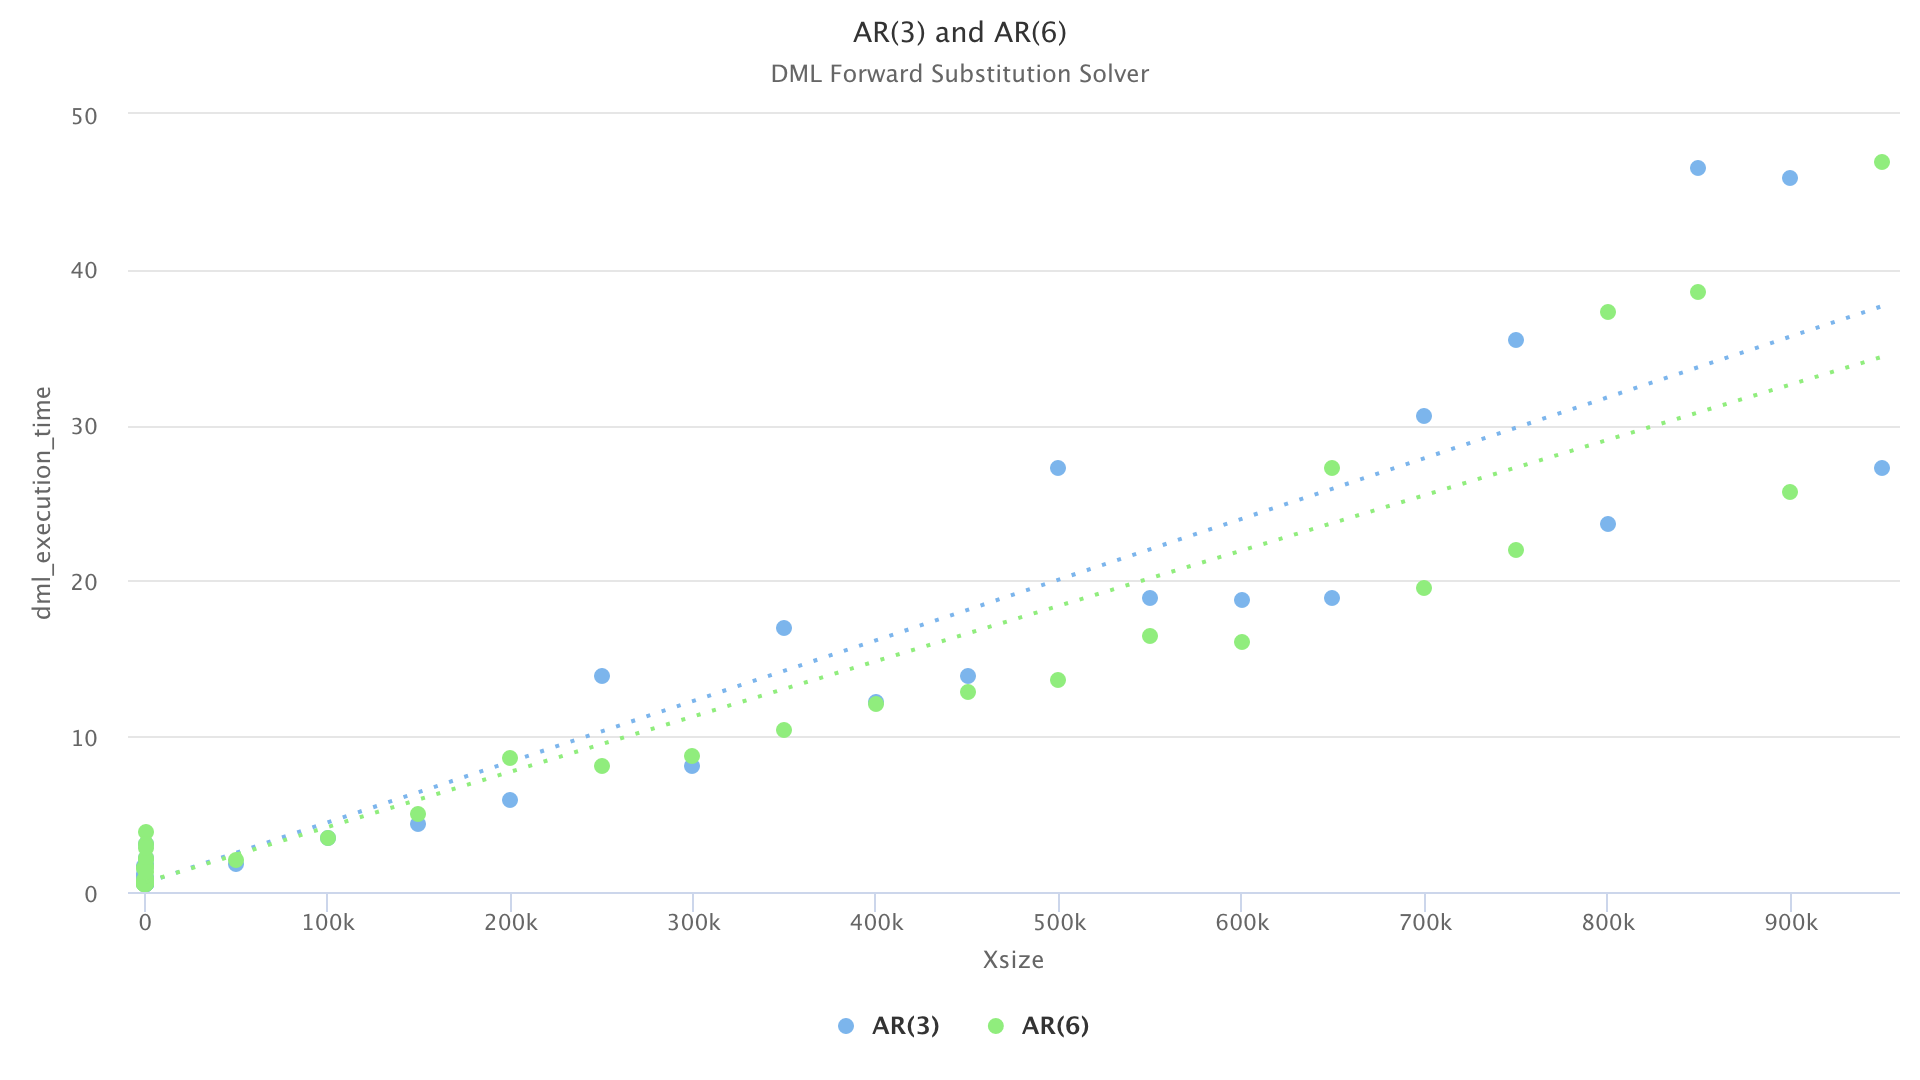 AR(3) and AR(6)
DML Forward Substitution Solver
50
40
30
20
10
0
dml_execution_time
0 100k 200k 300k 400k 500k 600k 700k 800k 900k
Xsize
AR(3) AR(6)